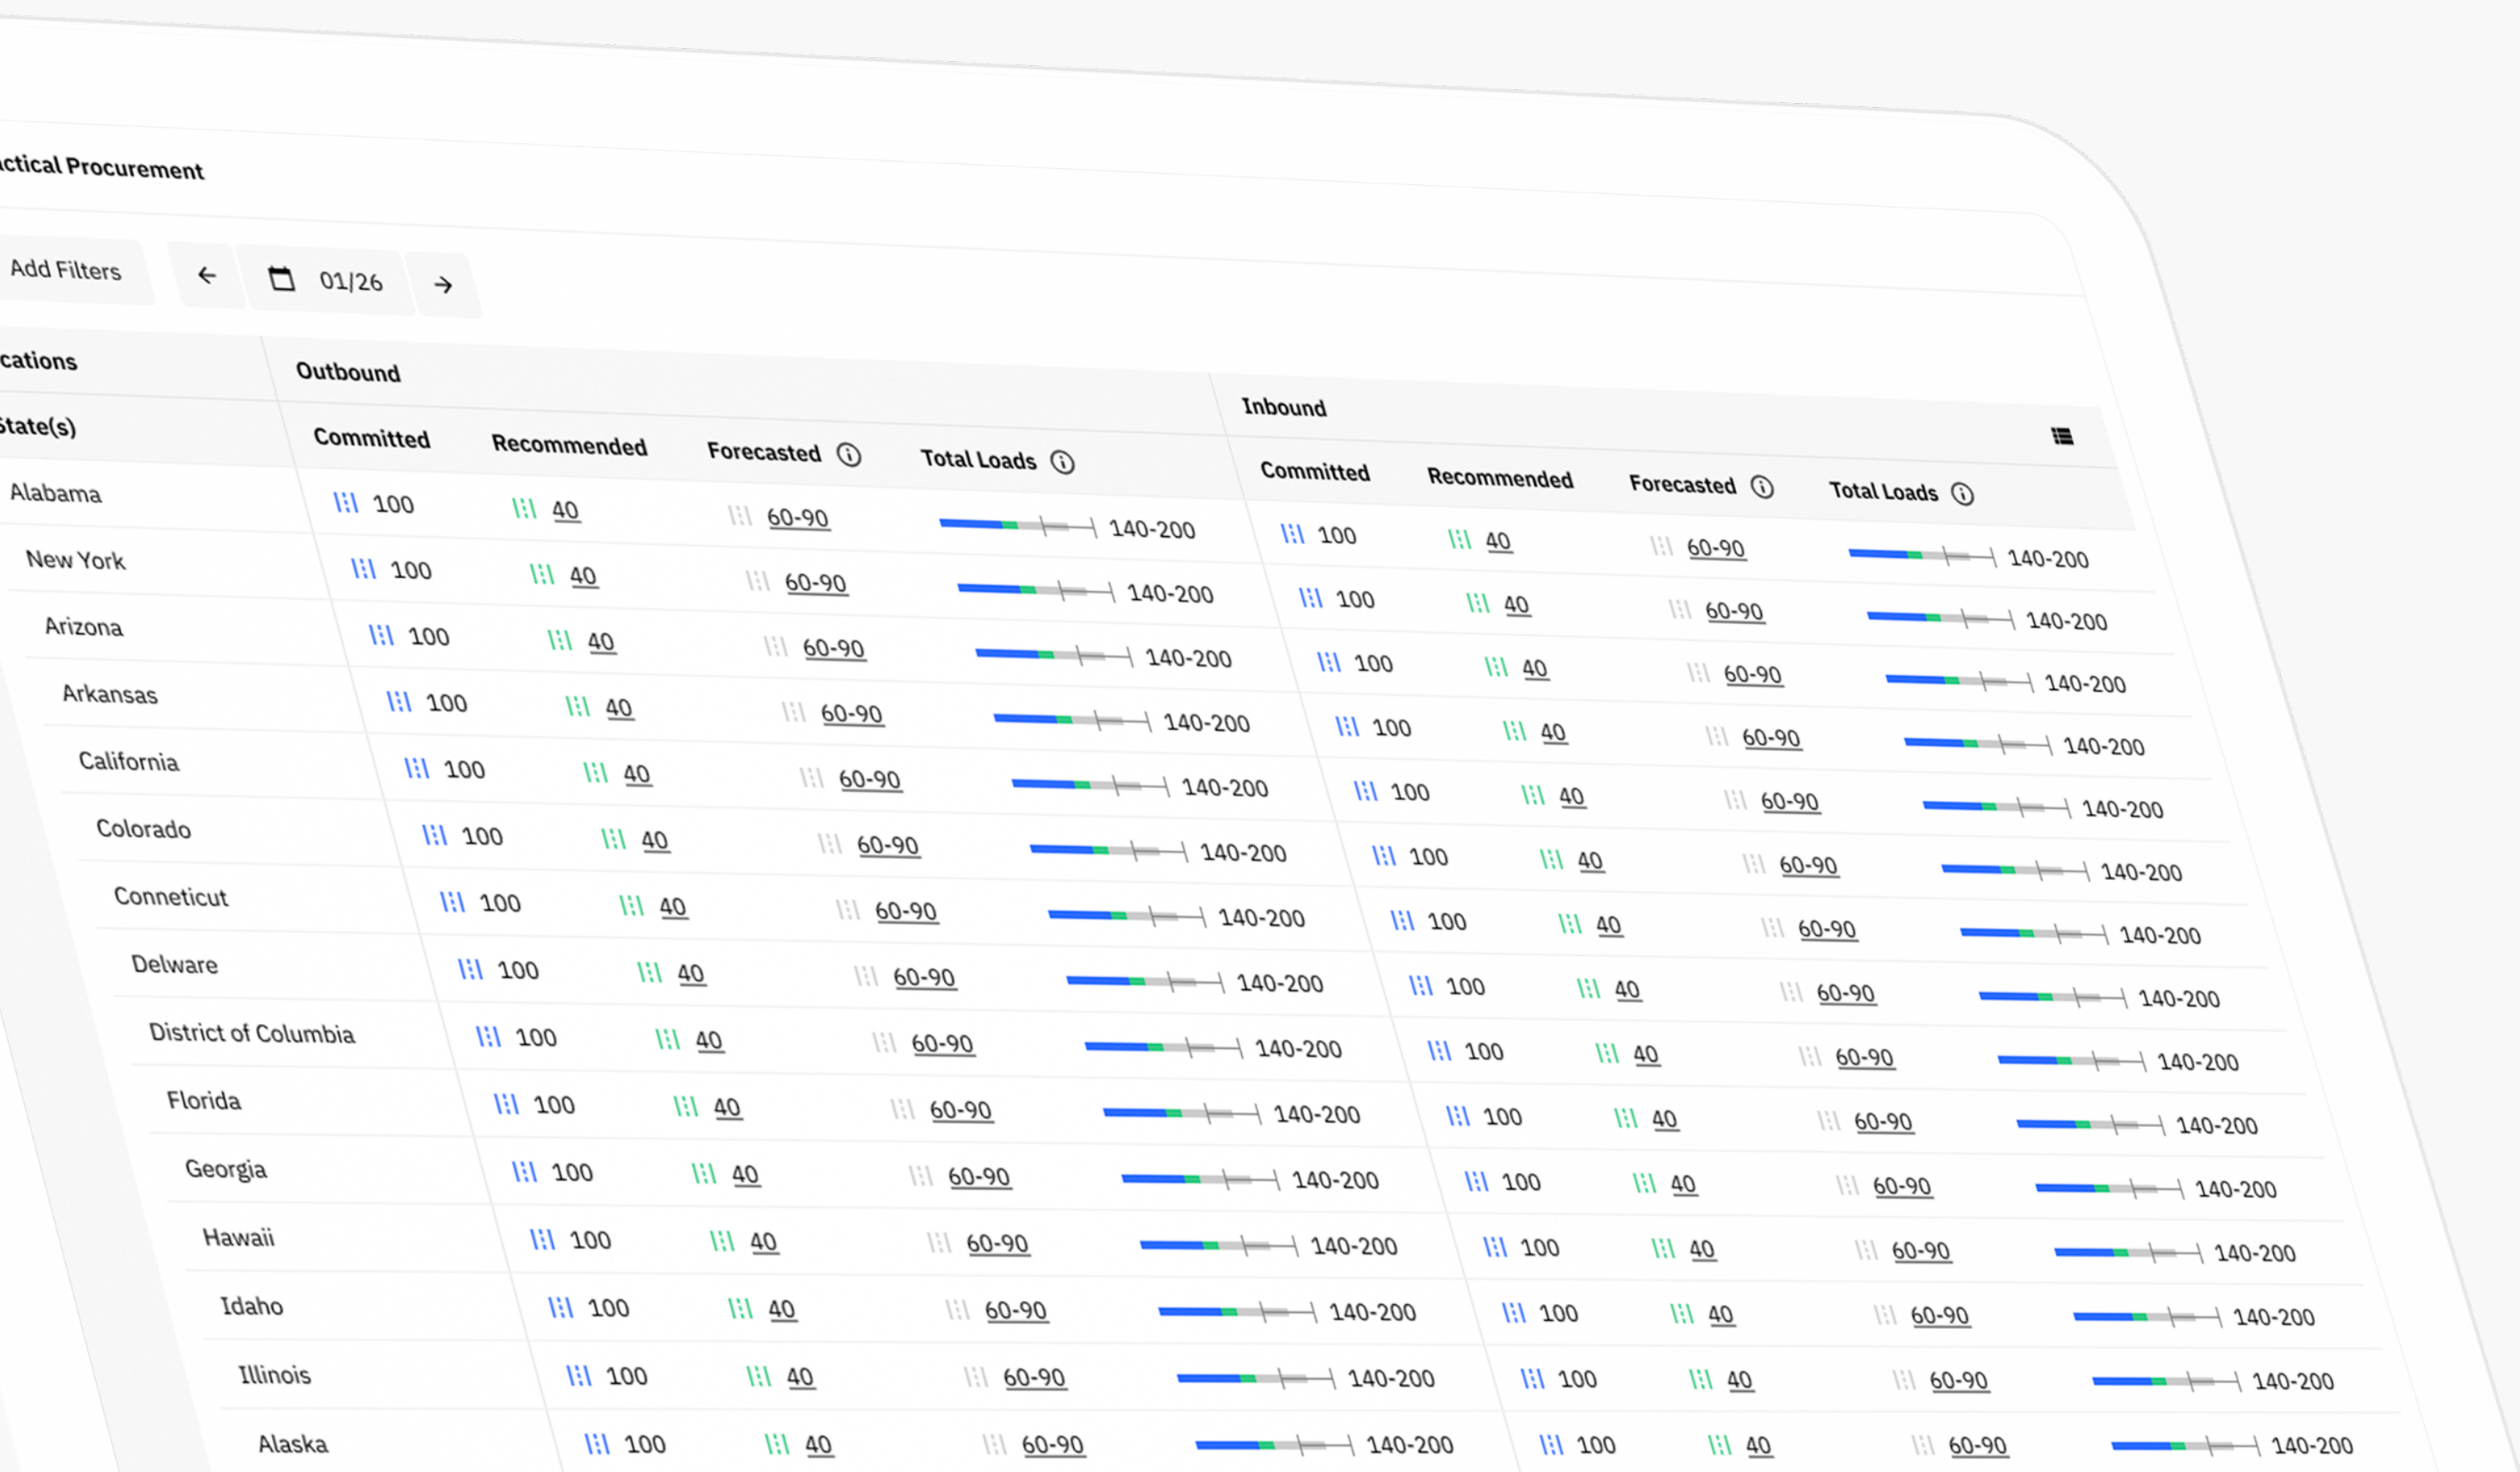 actical Procurement
Add Filters 01/26
cations Outbound Inbound
State(s) Committed Recommended Forecasted Total Loads Committed Recommended Forecasted Total Loads
Alabama 100 40 60-90 140-200 100 40 60-90 140-200
New York 100 40 60-90 140-200 100 40 60-90 140-200
Arizona 100 40 60-90 140-200 100 40 60-90 140-200
Arkansas 100 40 60-90 140-200 100 40 60-90 140-200
California 100 40 60-90 140-200 100 40 60-90 140-200
Colorado 100 40 60-90 140-200 100 40 60-90 140-200
Conneticut 100 40 60-90 140-200 100 40 60-90 140-200
Delware 100 40 60-90 140-200 100 40 60-90 140-200
District of Columbia 100 40 60-90 140-200 100 40 60-90 140-200
Florida 100 40 60-90 140-200 100 40 60-90 140-200
Georgia 100 40 60-90 140-200 100 40 60-90 140-200
Hawaii 100 40 60-90 140-200 100 40 60-90 140-200
Idaho 100 40 60-90 140-200 100 40 60-90 140-200
Illinois 100 40 60-90 140-200 100 40 60-90 140-200
Alaska 100 40 60-90 140-200 100 40 60-90 140-200